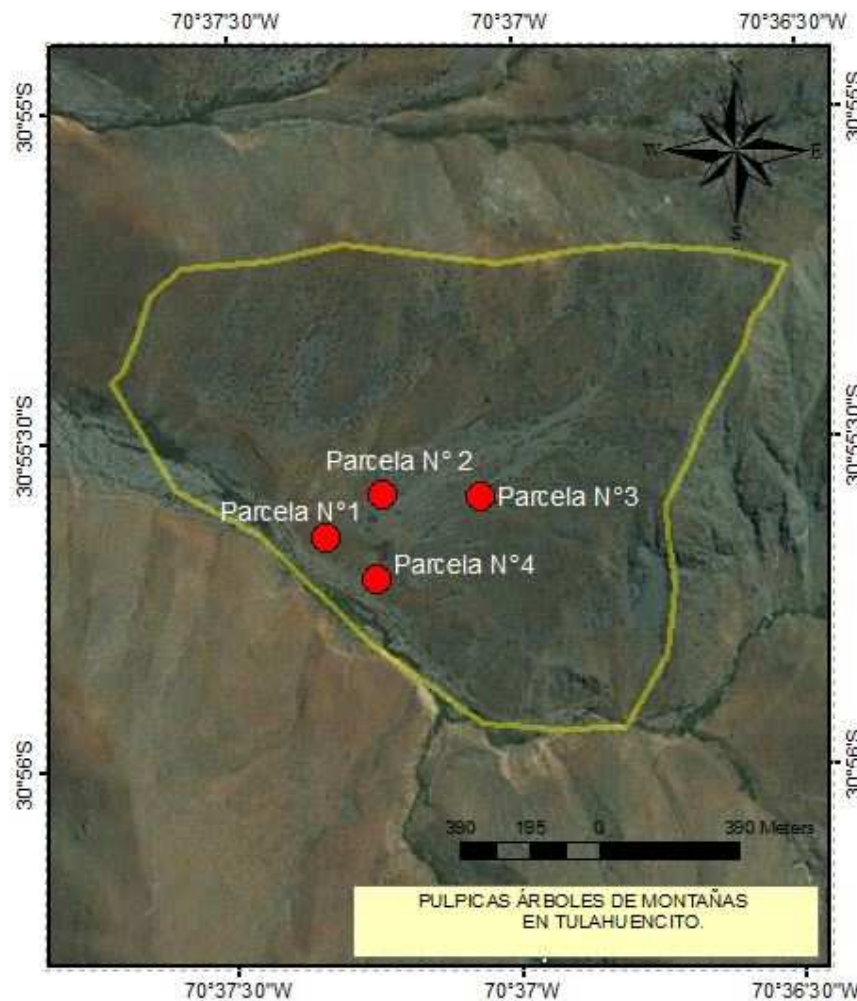 70°37'30"W 70°37'0"W 70°36'30"W
N
W E
S
30°55'S 30°55'S
30°55'30"S 30°55'30"S
Parcela N° 2
Parcela N°3
Parcela N°1
Parcela N°4
30°56'S 30°56'S
390 195 0 390 Meters
PULPICAS ÁRBOLES DE MONTAÑAS
EN TULAHUENCITO.
70°37'30"W 70°37'W 70°36'30"W